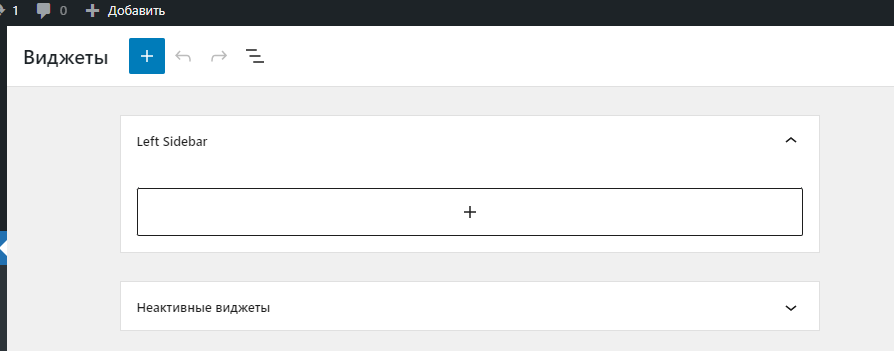 1 0 Добавить
Виджеты
Left Sidebar
Неактивные виджеты